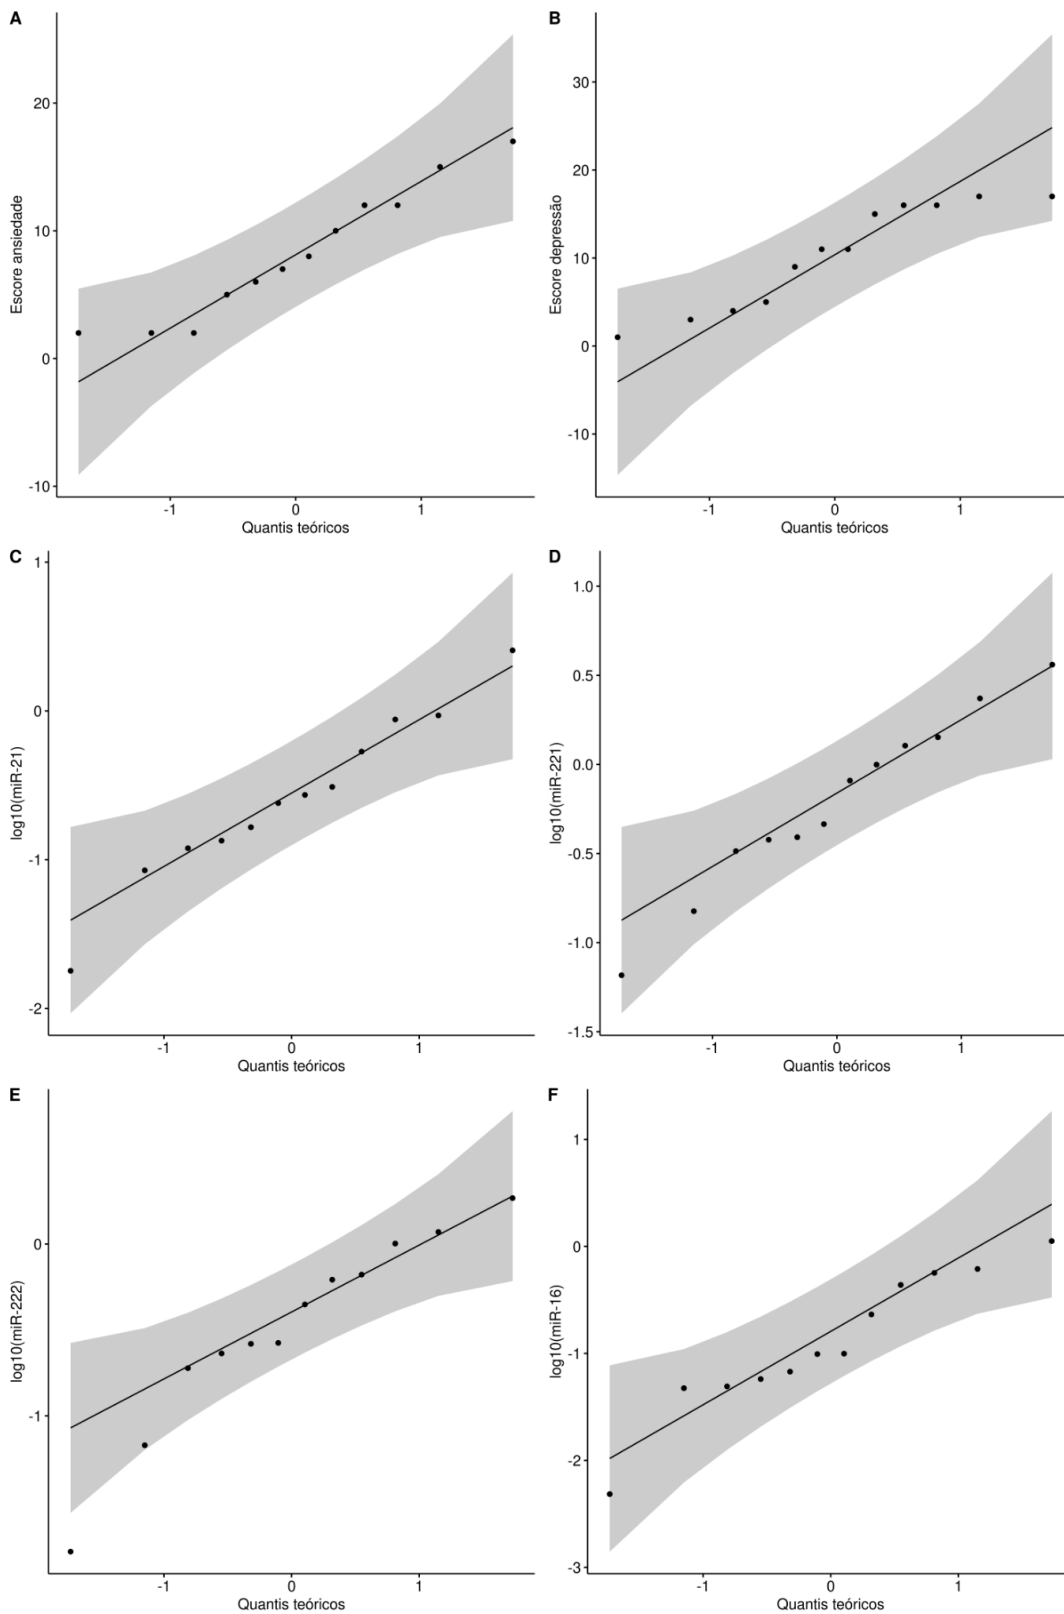 A
Escore ansiedade
20
10
0
-10
-1 0 1
Quantis teóricos
B
Escore depressão
30
20
10
0
-10
-1 0 1
Quantis teóricos
C
log10(miR-21)
1
0
-1
-2
-1 0 1
Quantis teóricos
D
log10(miR-221)
1.0
0.5
0.0
-0.5
-1.0
-1.5
-1 0 1
Quantis teóricos
E
log10(miR-222)
0
-1
-1 0 1
Quantis teóricos
F
log10(miR-16)
1
0
-1
-2
-3
-1 0 1
Quantis teóricos